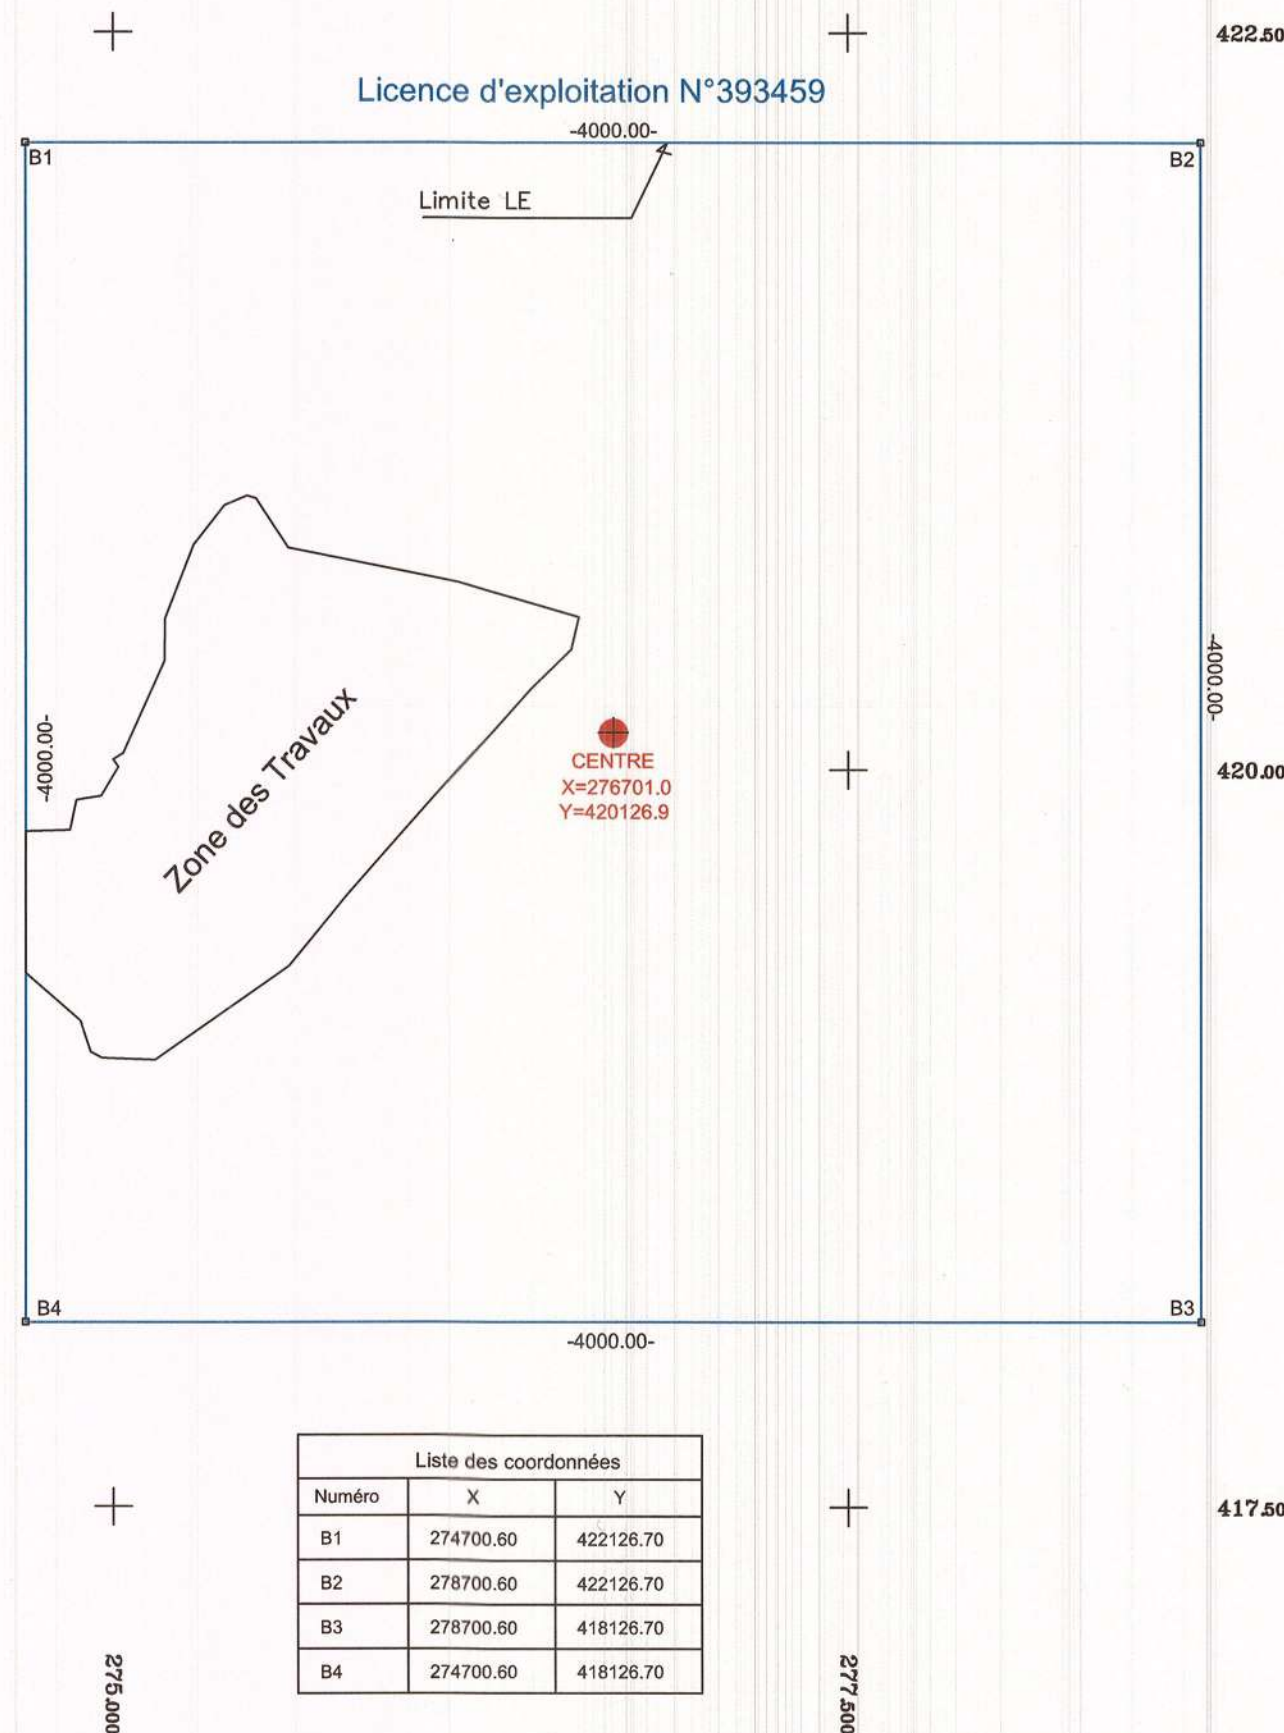 422.50
Licence d'exploitation N°393459
-4000.00-
B1
B2
Limite LE
-4000.00-
-4000.00-
Zone des Travaux
CENTRE
X=276701.0
Y=420126.9
420.00
B4
B3
-4000.00-
Liste des coordonnées
Numéro X Y
B1 274700.60 422126.70
B2 278700.60 422126.70
B3 278700.60 418126.70
B4 274700.60 418126.70
417.50
275.000
277.500